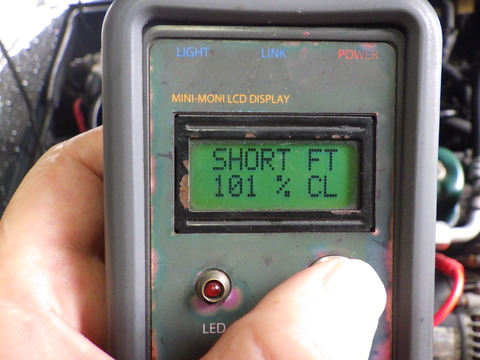 LIGHT LINK POWER
MINI-MONI LCD DISPLAY
SHORT FT
101 % CL
LED